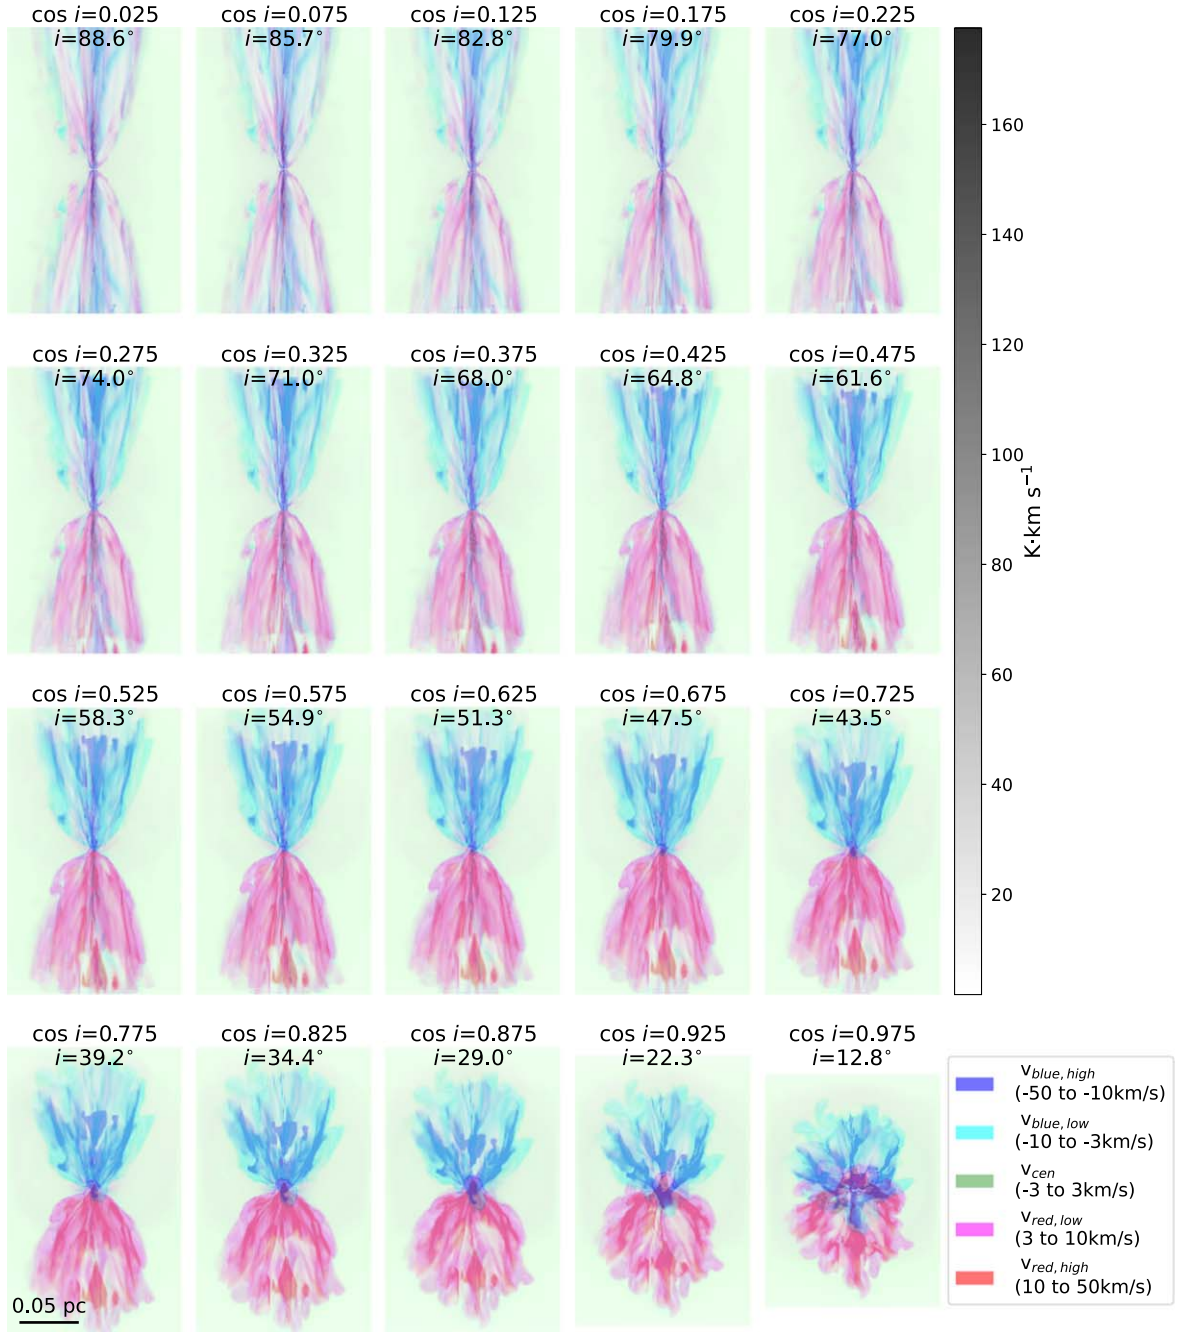 cos i=0.025 cos i=0.075 cos i=0.125 cos i=0.175 cos i=0.225
i=88.6° i=85.7° i=82.8° i=79.9° i=77.0°
cos i=0.275 cos i=0.325 cos i=0.375 cos i=0.425 cos i=0.475
i=74.0° i=71.0° i=68.0° i=64.8° i=61.6°
cos i=0.525 cos i=0.575 cos i=0.625 cos i=0.675 cos i=0.725
i=58.3° i=54.9° i=51.3° i=47.5° i=43.5°
cos i=0.775 cos i=0.825 cos i=0.875 cos i=0.925 cos i=0.975
i=39.2° i=34.4° i=29.0° i=22.3° i=12.8°
0.05 pc
160
140
120
100
80
60
40
20
K·km s⁻¹
v_blue, high
(-50 to -10km/s)
v_blue, low
(-10 to -3km/s)
v_cen
(-3 to 3km/s)
v_red, low
(3 to 10km/s)
v_red, high
(10 to 50km/s)